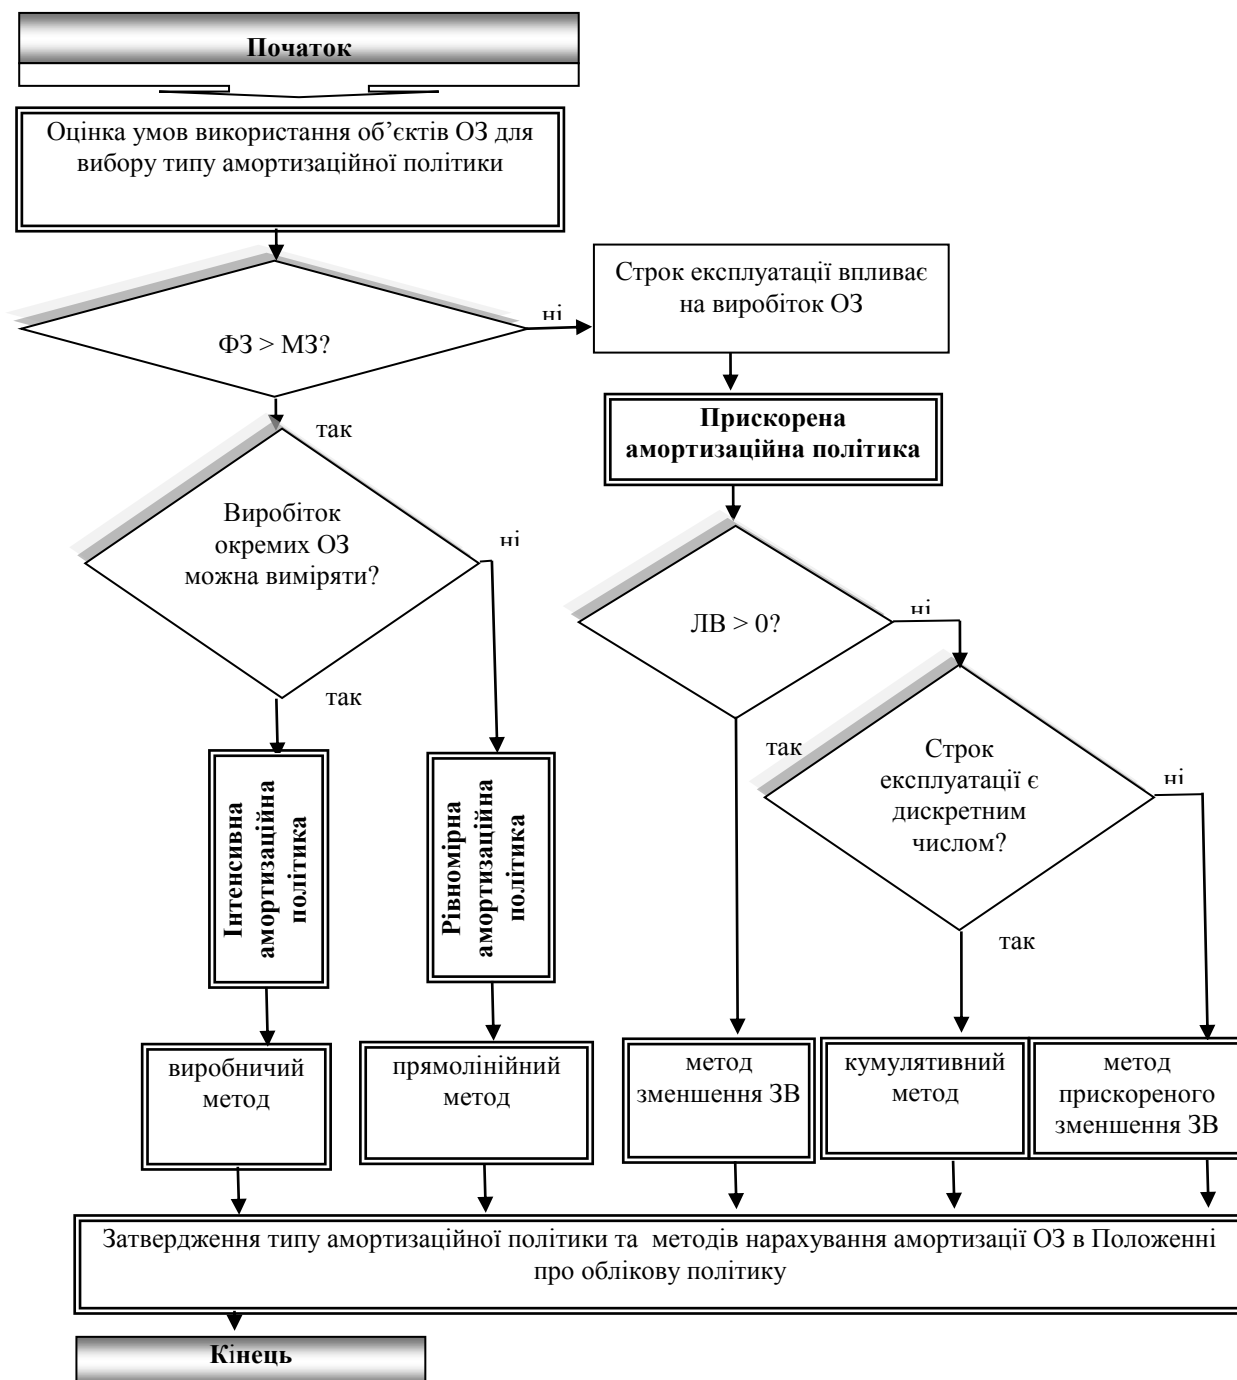 Початок
Оцінка умов використання об’єктів ОЗ для
вибору типу амортизаційної політики
Строк експлуатації впливає
на виробіток ОЗ
ні
ФЗ > МЗ?
так
Прискорена
амортизаційна політика
Виробіток
окремих ОЗ
можна виміряти?
ні
так
ЛВ > 0?
ні
так
Строк
експлуатації є
дискретним
числом?
ні
так
Інтенсивна
амортизаційна
політика
Рівномірна
амортизаційна
політика
виробничий
метод
прямолінійний
метод
метод
зменшення ЗВ
кумулятивний
метод
метод
прискореного
зменшення ЗВ
Затвердження типу амортизаційної політики та методів нарахування амортизації ОЗ в Положенні
про облікову політику
Кінець